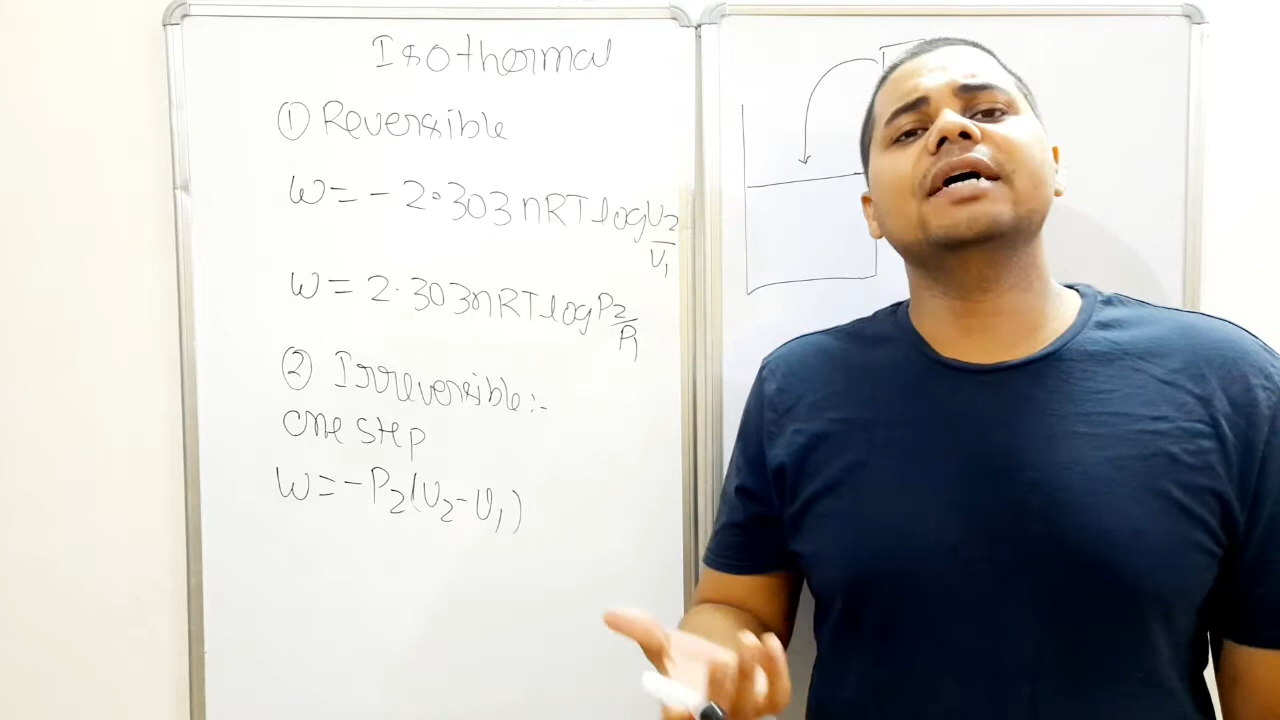 Isothermal
① Reversible
W = - 2.303 nRT log V₂/V₁
W = 2.303 nRT log P₂/P₁
② Irreversible :-
One step
W = - P₂ (V₂ - V₁)